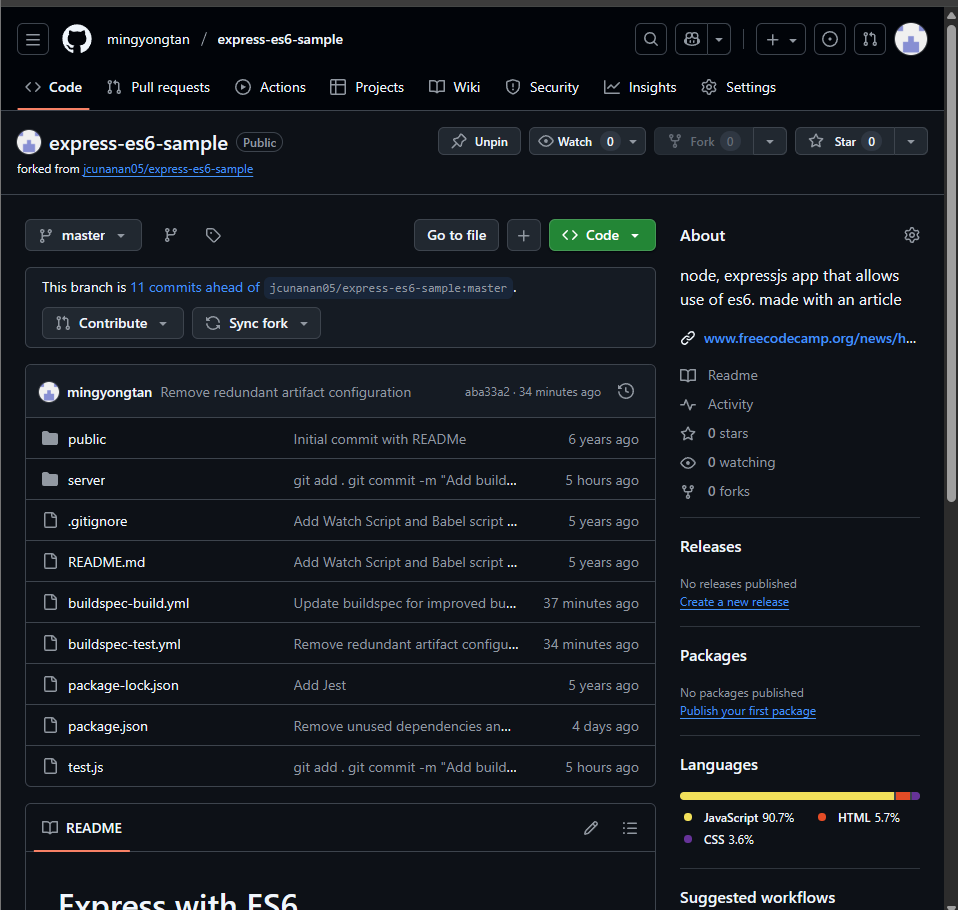 mingyongtan / express-es6-sample
Code Pull requests Actions Projects Wiki Security Insights Settings
express-es6-sample Public
Unpin Watch 0 Fork 0 Star 0
forked from jcunanan05/express-es6-sample
master
Go to file
Code
This branch is 11 commits ahead of jcunanan05/express-es6-sample:master .
Contribute Sync fork
mingyongtan Remove redundant artifact configuration aba33a2 · 34 minutes ago
public Initial commit with READMe 6 years ago
server git add . git commit -m "Add build... 5 hours ago
.gitignore Add Watch Script and Babel script ... 5 years ago
README.md Add Watch Script and Babel script ... 5 years ago
buildspec-build.yml Update buildspec for improved bu... 37 minutes ago
buildspec-test.yml Remove redundant artifact configu... 34 minutes ago
package-lock.json Add Jest 5 years ago
package.json Remove unused dependencies an... 4 days ago
test.js git add . git commit -m "Add build... 5 hours ago
README
Express with ES6
About
node, expressjs app that allows
use of es6. made with an article
www.freecodecamp.org/news/h...
Readme
Activity
0 stars
0 watching
0 forks
Releases
No releases published
Create a new release
Packages
No packages published
Publish your first package
Languages
JavaScript 90.7% HTML 5.7%
CSS 3.6%
Suggested workflows